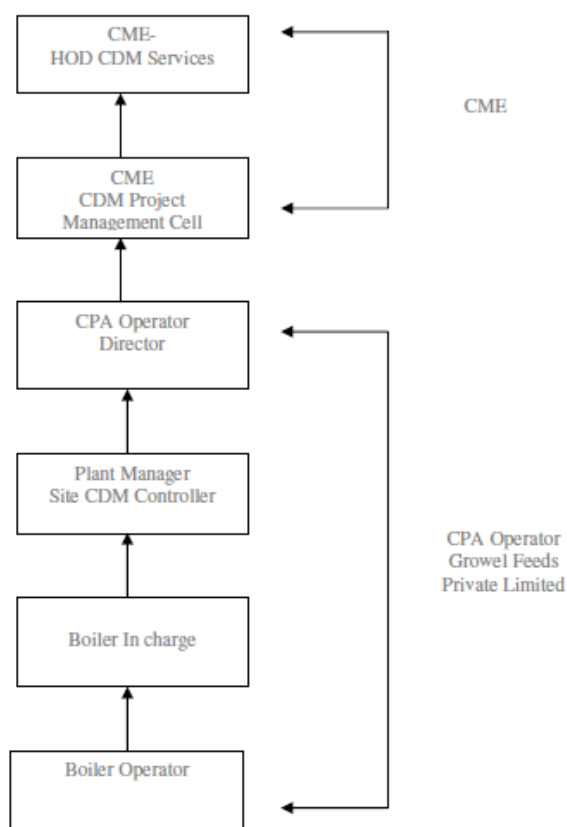 CME-
HOD CDM Services
CME
CME
CDM Project
Management Cell
CPA Operator
Director
Plant Manager
Site CDM Controller
CPA Operator
Growel Feeds
Private Limited
Boiler In charge
Boiler Operator